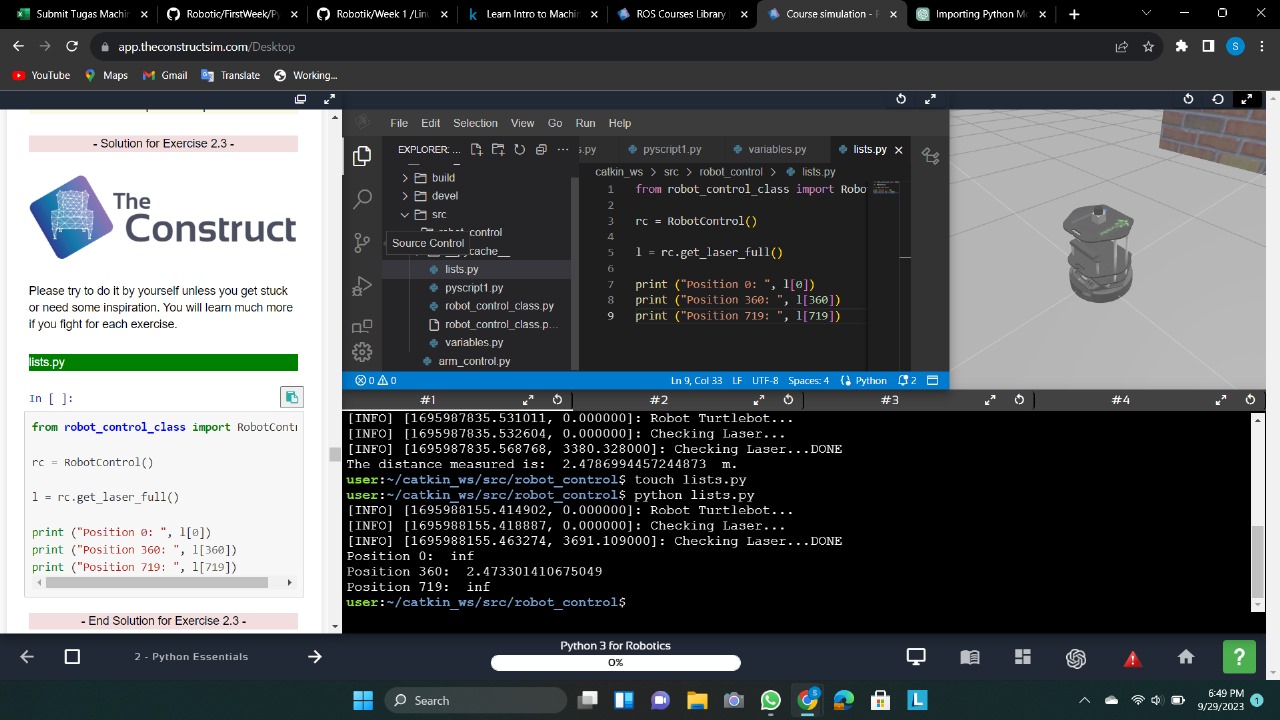 Submit Tugas Machin
Robotic/FirstWeek/Py
Robotik/Week 1 /Linu
Learn Intro to Machin
ROS Courses Library
Course simulation - R
Importing Python Mo
app.theconstructsim.com/Desktop
S
YouTube
Maps
Gmail
Translate
Working...
- Solution for Exercise 2.3 -
The
Construct
Please try to do it by yourself unless you get stuck
or need some inspiration. You will learn much more
if you fight for each exercise.
lists.py
In [ ]:
from robot_control_class import RobotContr
rc = RobotControl()
l = rc.get_laser_full()
print ("Position 0: ", l[0])
print ("Position 360: ", l[360])
print ("Position 719: ", l[719])
- End Solution for Exercise 2.3 -
File Edit Selection View Go Run Help
EXPLORER: ...
build
devel
src
robot_control
Source Control
cache__
lists.py
pyscript1.py
robot_control_class.py
robot_control_class.p...
variables.py
arm_control.py
s.py
pyscript1.py
variables.py
lists.py
catkin_ws > src > robot_control > lists.py
1 from robot_control_class import Robo
2
3 rc = RobotControl()
4
5 l = rc.get_laser_full()
6
7 print ("Position 0: ", l[0])
8 print ("Position 360: ", l[360])
9 print ("Position 719: ", l[719])
0 0
Ln 9, Col 33 LF UTF-8 Spaces: 4 Python 2
#1 #2 #3 #4
[INFO] [1695987835.531011, 0.000000]: Robot Turtlebot...
[INFO] [1695987835.532604, 0.000000]: Checking Laser...
[INFO] [1695987835.568768, 3380.328000]: Checking Laser...DONE
The distance measured is:  2.4786994457244873  m.
user:~/catkin_ws/src/robot_control$ touch lists.py
user:~/catkin_ws/src/robot_control$ python lists.py
[INFO] [1695988155.414902, 0.000000]: Robot Turtlebot...
[INFO] [1695988155.418887, 0.000000]: Checking Laser...
[INFO] [1695988155.463274, 3691.109000]: Checking Laser...DONE
Position 0:  inf
Position 360:  2.473301410675049
Position 719:  inf
user:~/catkin_ws/src/robot_control$
2 - Python Essentials
Python 3 for Robotics
0%
?
Search
S
L
6:49 PM
9/29/2023
1